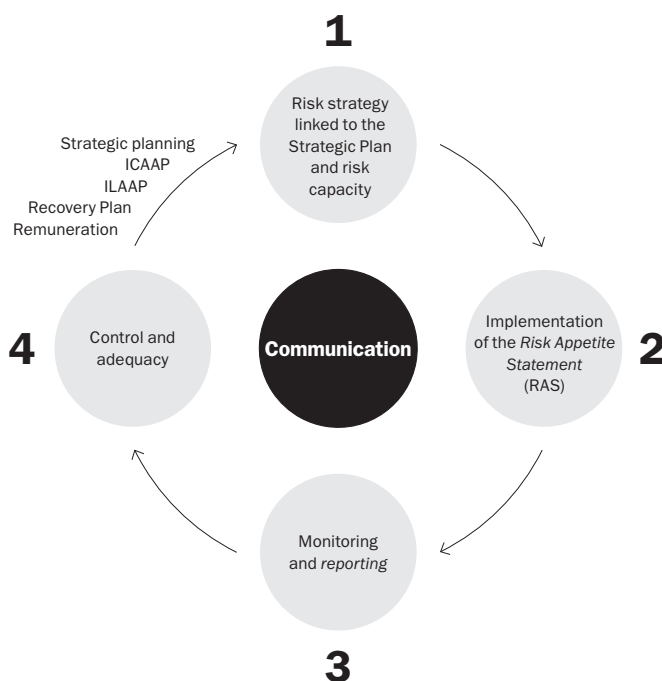 1
Risk strategy
linked to the
Strategic Plan
and risk
capacity
Strategic planning
ICAAP
ILAAP
Recovery Plan
Remuneration
4
Control and
adequacy
Communication
Implementation
of the Risk Appetite
Statement
(RAS)
2
Monitoring
and reporting
3